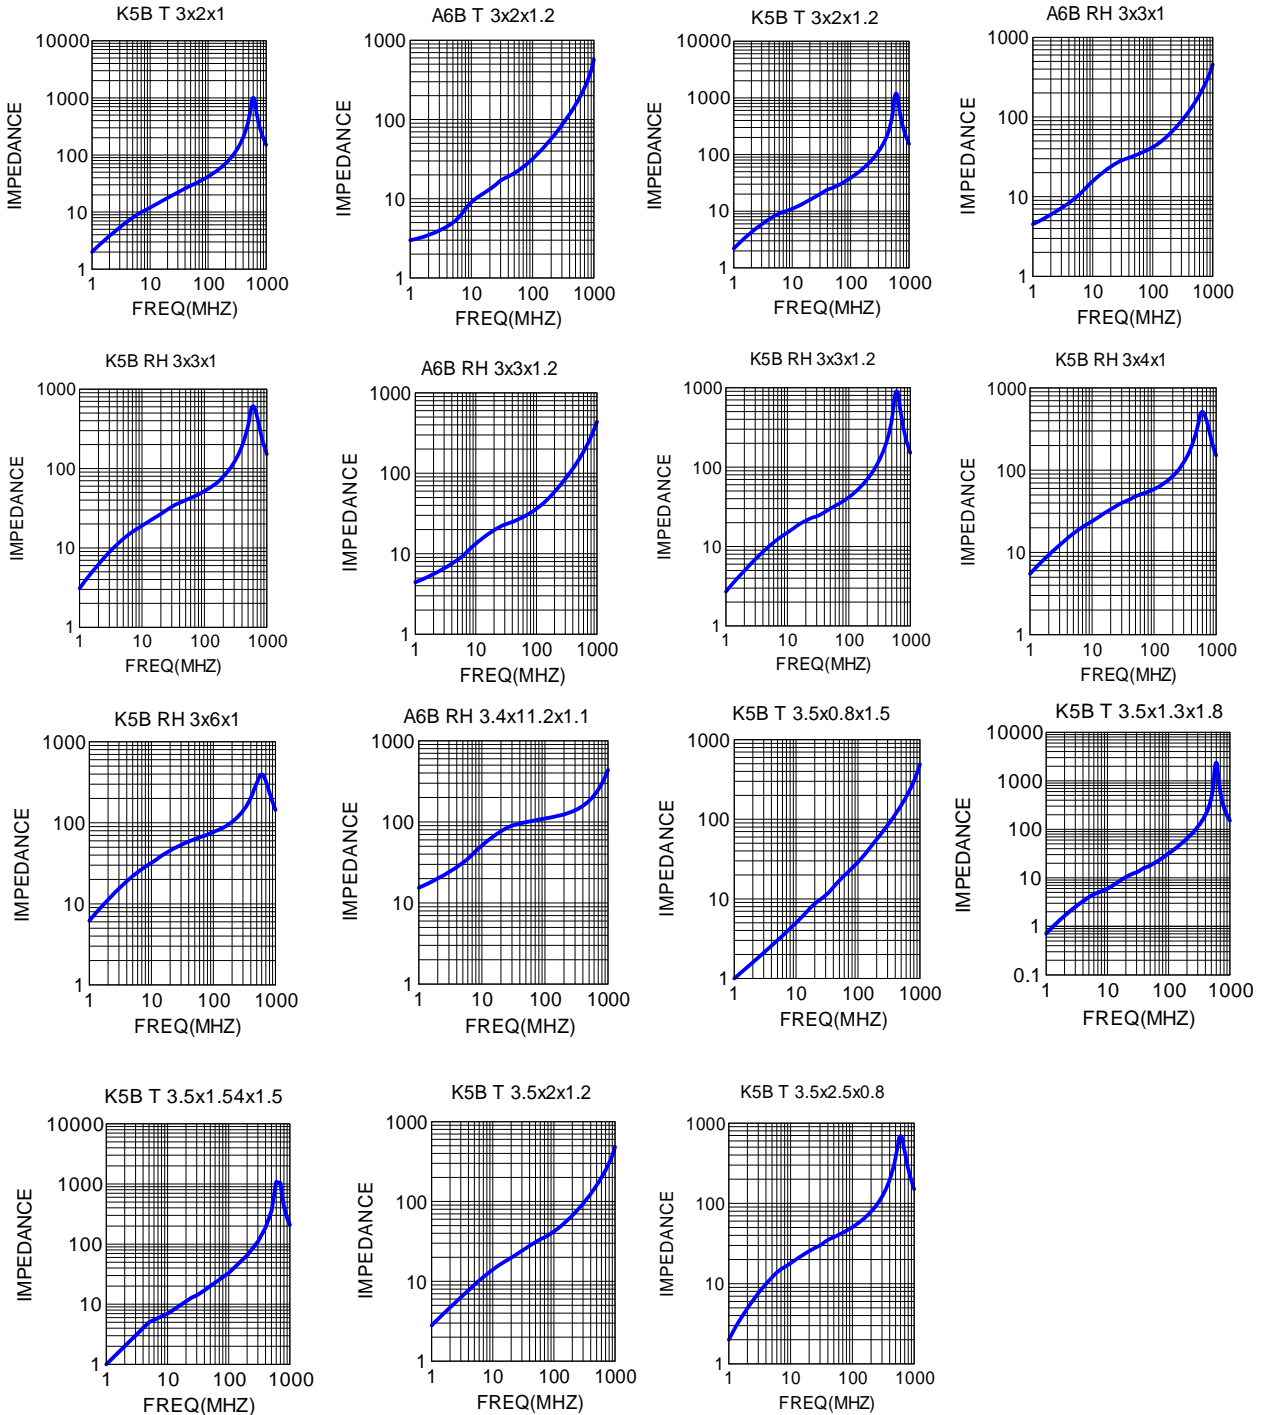 K5B T 3x2x1
IMPEDANCE
10000
1000
100
10
1
1 10 100 1000
FREQ(MHZ)
A6B T 3x2x1.2
IMPEDANCE
1000
100
10
1
1 10 100 1000
FREQ(MHZ)
K5B T 3x2x1.2
IMPEDANCE
10000
1000
100
10
1
1 10 100 1000
FREQ(MHZ)
A6B RH 3x3x1
IMPEDANCE
1000
100
10
1
1 10 100 1000
FREQ(MHZ)
K5B RH 3x3x1
IMPEDANCE
1000
100
10
1
1 10 100 1000
FREQ(MHZ)
A6B RH 3x3x1.2
IMPEDANCE
1000
100
10
1
1 10 100 1000
FREQ(MHZ)
K5B RH 3x3x1.2
IMPEDANCE
1000
100
10
1
1 10 100 1000
FREQ(MHZ)
K5B RH 3x4x1
IMPEDANCE
1000
100
10
1
1 10 100 1000
FREQ(MHZ)
K5B RH 3x6x1
IMPEDANCE
1000
100
10
1
1 10 100 1000
FREQ(MHZ)
A6B RH 3.4x11.2x1.1
IMPEDANCE
1000
100
10
1
1 10 100 1000
FREQ(MHZ)
K5B T 3.5x0.8x1.5
IMPEDANCE
1000
100
10
1
1 10 100 1000
FREQ(MHZ)
K5B T 3.5x1.3x1.8
IMPEDANCE
10000
1000
100
10
1
0.1
1 10 100 1000
FREQ(MHZ)
K5B T 3.5x1.54x1.5
IMPEDANCE
10000
1000
100
10
1
1 10 100 1000
FREQ(MHZ)
K5B T 3.5x2x1.2
IMPEDANCE
1000
100
10
1
1 10 100 1000
FREQ(MHZ)
K5B T 3.5x2.5x0.8
IMPEDANCE
1000
100
10
1
1 10 100 1000
FREQ(MHZ)